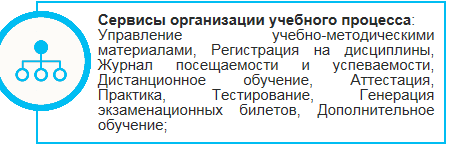 Сервисы организации учебного процесса:
Управление учебно-методическими
материалами, Регистрация на дисциплины,
Журнал посещаемости и успеваемости,
Дистанционное обучение, Аттестация,
Практика, Тестирование, Генерация
экзаменационных билетов, Дополнительное
обучение;